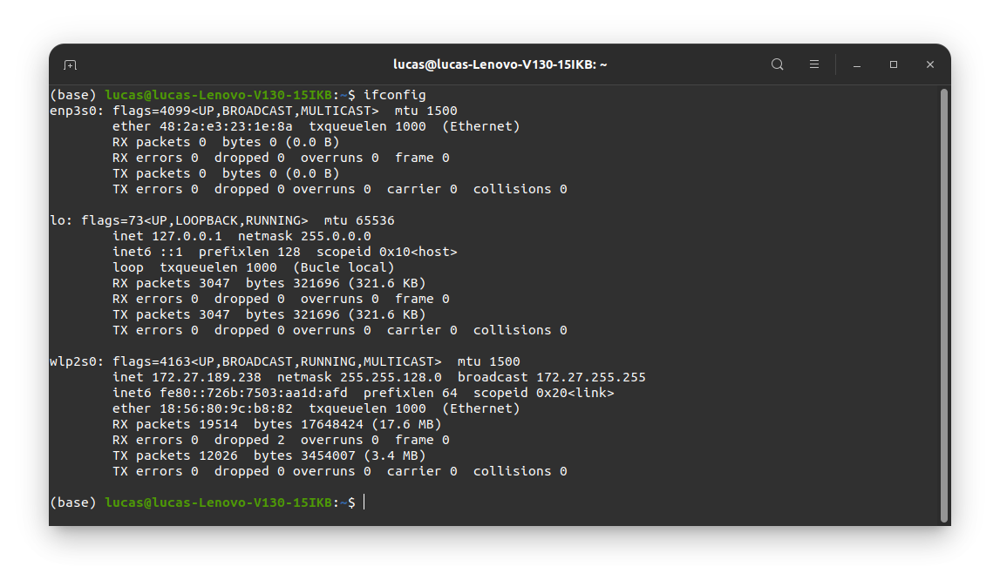 lucas@lucas-Lenovo-V130-15IKB: ~
(base) lucas@lucas-Lenovo-V130-15IKB:~$ ifconfig
enp3s0: flags=4099<UP,BROADCAST,MULTICAST>  mtu 1500
        ether 48:2a:e3:23:1e:8a  txqueuelen 1000  (Ethernet)
        RX packets 0  bytes 0 (0.0 B)
        RX errors 0  dropped 0  overruns 0  frame 0
        TX packets 0  bytes 0 (0.0 B)
        TX errors 0  dropped 0 overruns 0  carrier 0  collisions 0

lo: flags=73<UP,LOOPBACK,RUNNING>  mtu 65536
        inet 127.0.0.1  netmask 255.0.0.0
        inet6 ::1  prefixlen 128  scopeid 0x10<host>
        loop  txqueuelen 1000  (Bucle local)
        RX packets 3047  bytes 321696 (321.6 KB)
        RX errors 0  dropped 0  overruns 0  frame 0
        TX packets 3047  bytes 321696 (321.6 KB)
        TX errors 0  dropped 0 overruns 0  carrier 0  collisions 0

wlp2s0: flags=4163<UP,BROADCAST,RUNNING,MULTICAST>  mtu 1500
        inet 172.27.189.238  netmask 255.255.128.0  broadcast 172.27.255.255
        inet6 fe80::726b:7503:aa1d:afd  prefixlen 64  scopeid 0x20<link>
        ether 18:56:80:9c:b8:82  txqueuelen 1000  (Ethernet)
        RX packets 19514  bytes 17648424 (17.6 MB)
        RX errors 0  dropped 2  overruns 0  frame 0
        TX packets 12026  bytes 3454007 (3.4 MB)
        TX errors 0  dropped 0 overruns 0  carrier 0  collisions 0

(base) lucas@lucas-Lenovo-V130-15IKB:~$